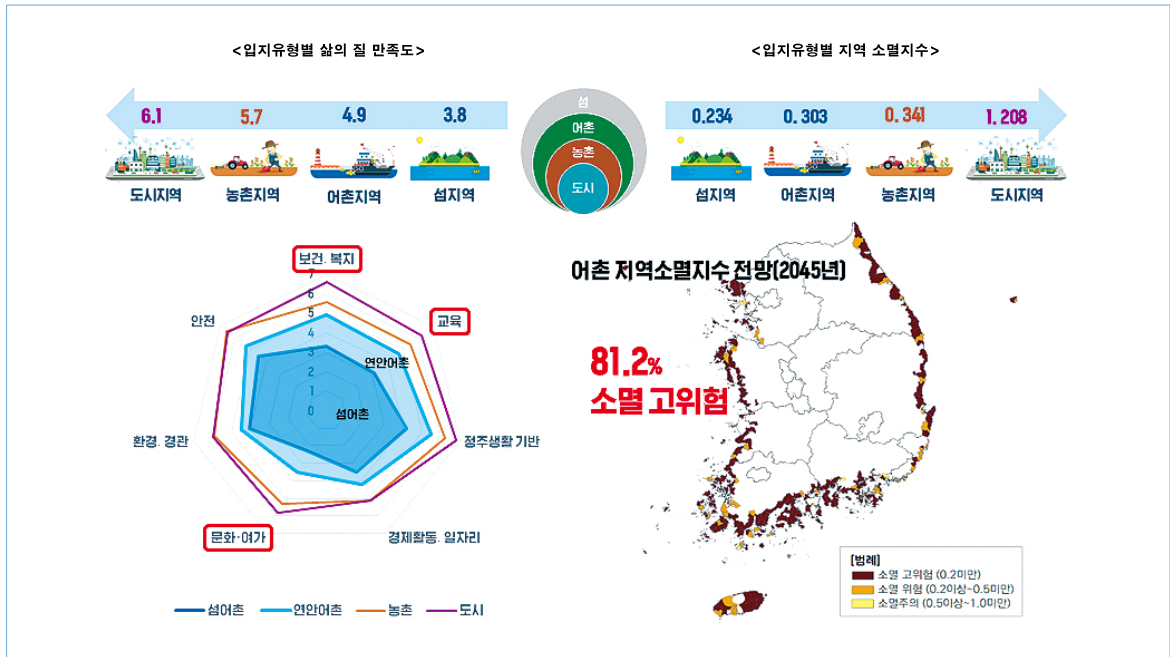 <입지유형별 삶의 질 만족도>
<입지유형별 지역 소멸지수>
6.1
5.7
4.9
3.8
도시지역
농촌지역
어촌지역
섬지역
섬
어촌
농촌
도시
0.234
0. 303
0. 341
1. 208
섬지역
어촌지역
농촌지역
도시지역
보건. 복지
7
6
5
4
3
2
1
0
안전
교육
연안어촌
섬어촌
환경. 경관
정주생활 기반
문화·여가
경제활동. 일자리
섬어촌
연안어촌
농촌
도시
어촌 지역소멸지수 전망(2045년)
81.2%
소멸 고위험
[범례]
소멸 고위험 (0.2미만)
소멸 위험 (0.2이상~0.5미만)
소멸주의 (0.5이상~1.0미만)